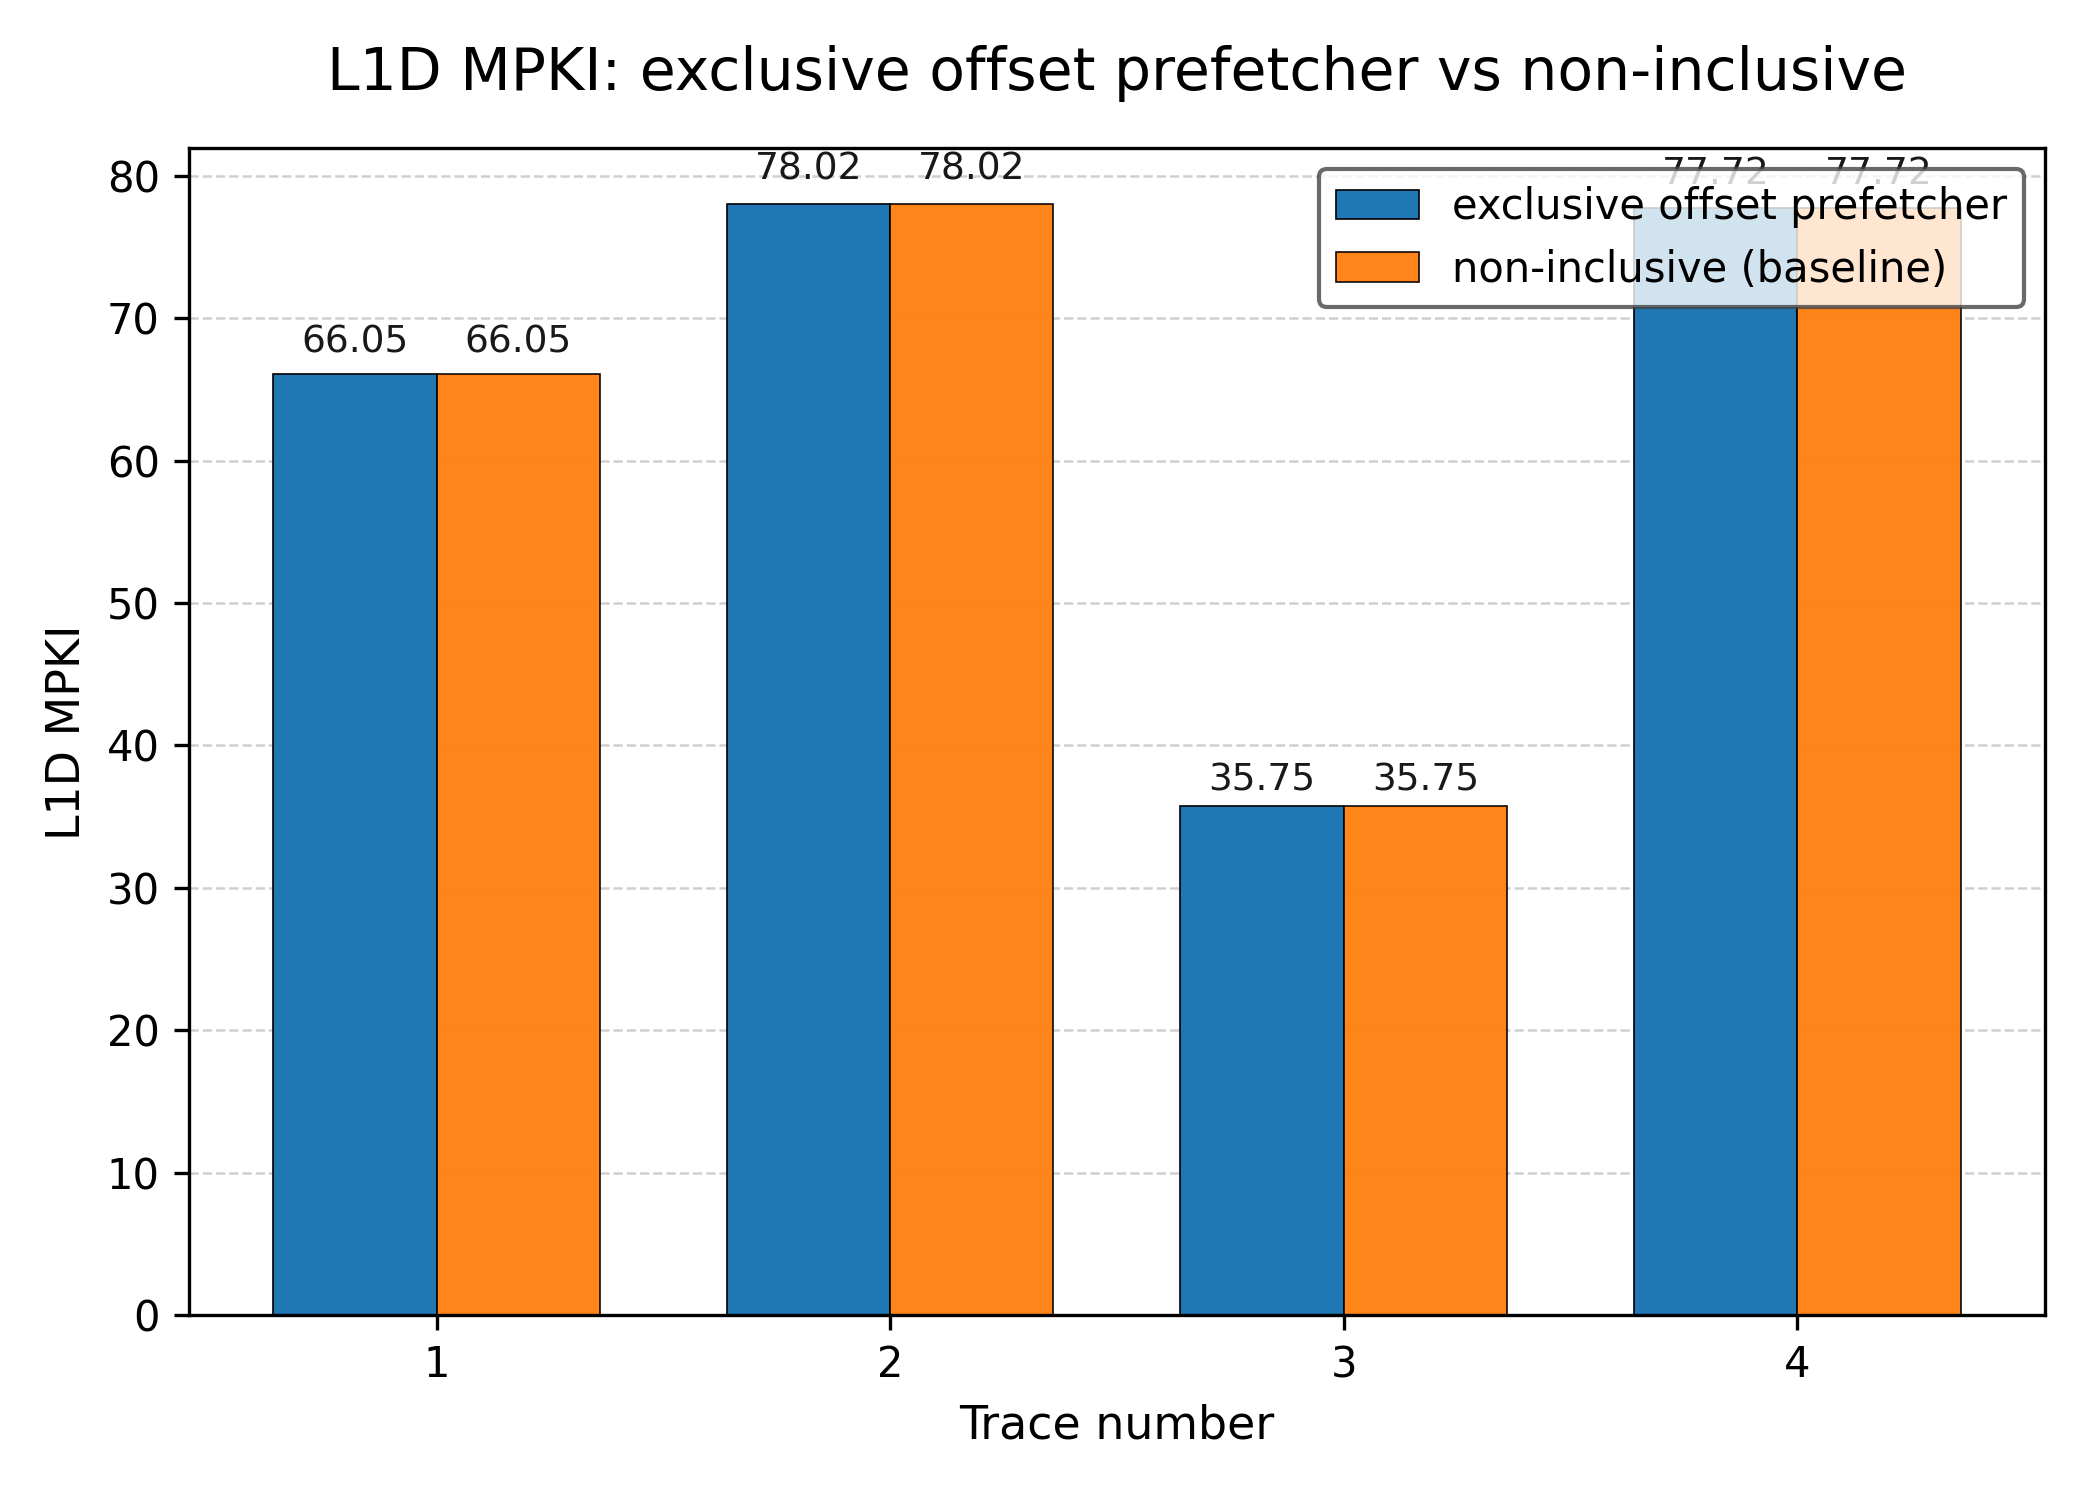 L1D MPKI: exclusive offset prefetcher vs non-inclusive
80
70
60
50
40
30
20
10
0
L1D MPKI
66.05 66.05
78.02 78.02
35.75 35.75
77.72 77.72
exclusive offset prefetcher
non-inclusive (baseline)
1 2 3 4
Trace number